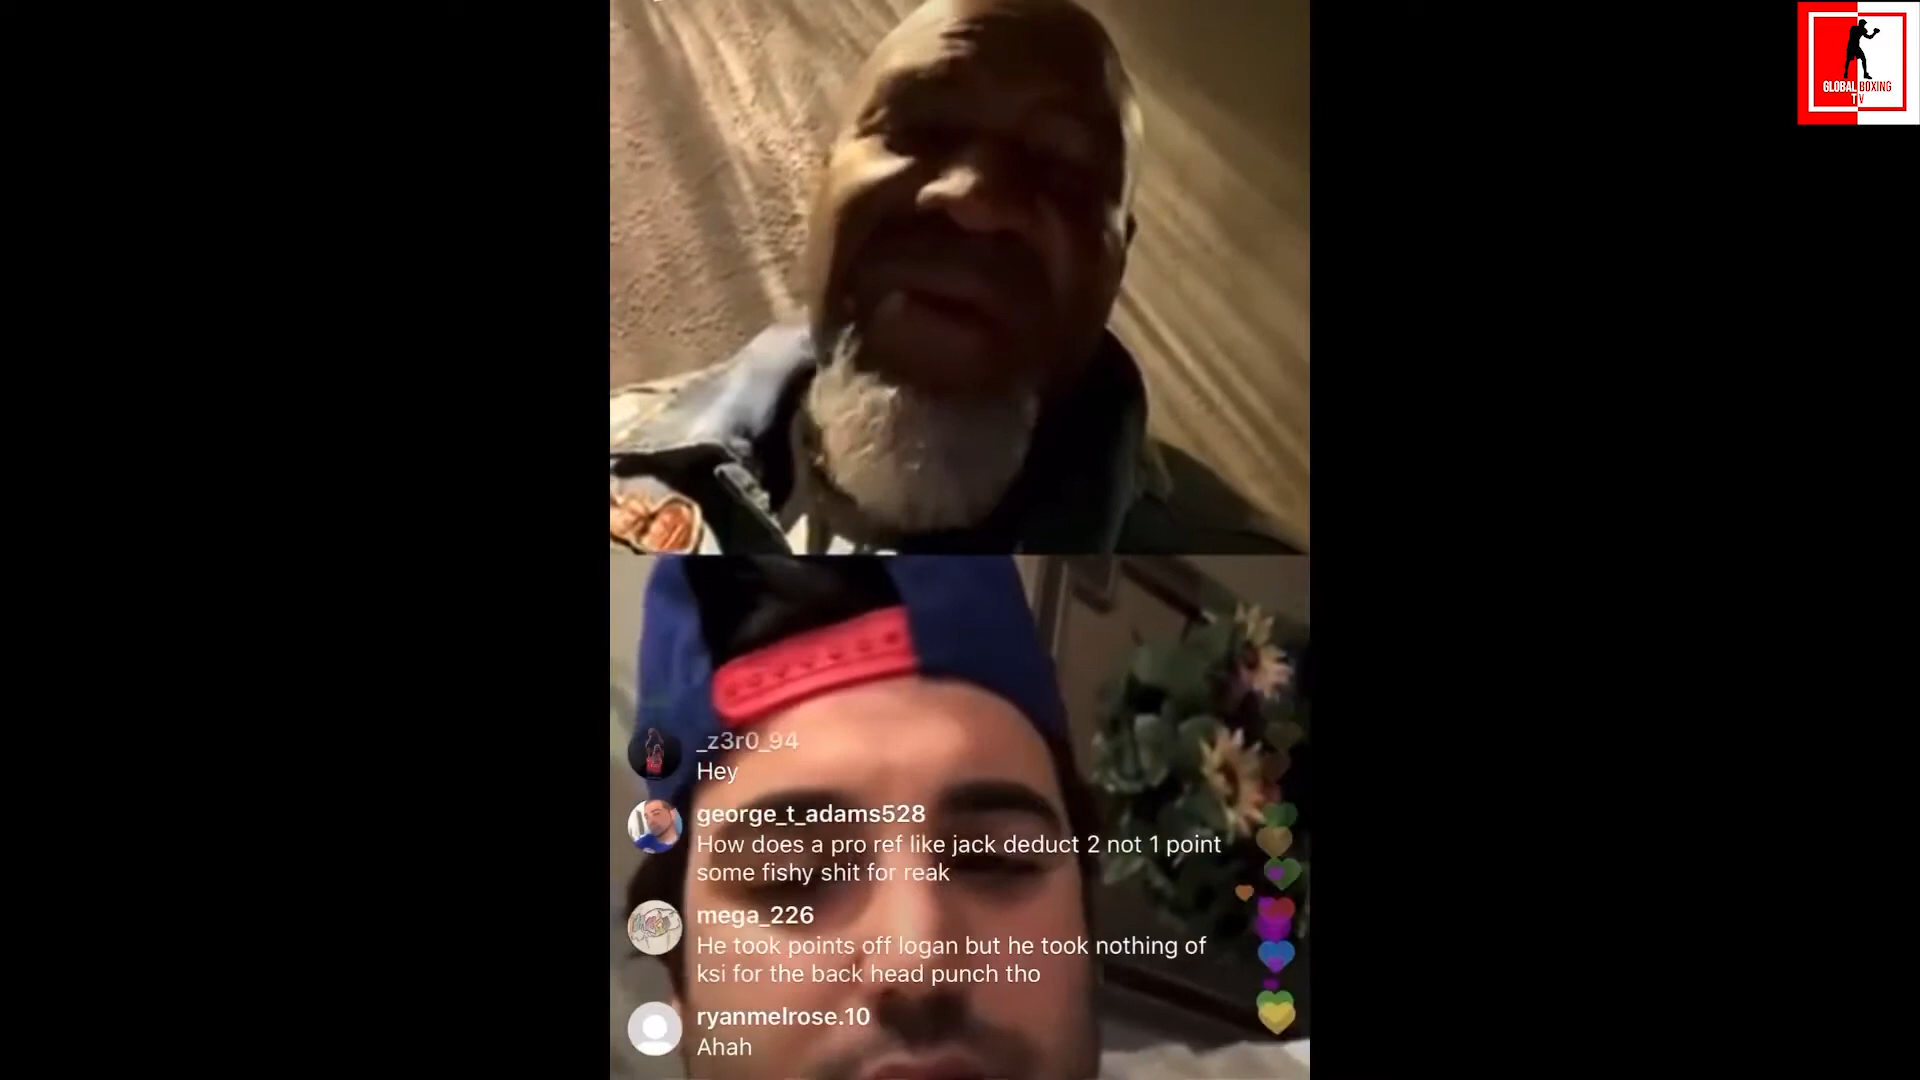 GLOBAL BOXING
TV
_z3r0_94
Hey
george_t_adams528
How does a pro ref like jack deduct 2 not 1 point
some fishy shit for reak
mega_226
He took points off logan but he took nothing of
ksi for the back head punch tho
ryanmelrose.10
Ahah